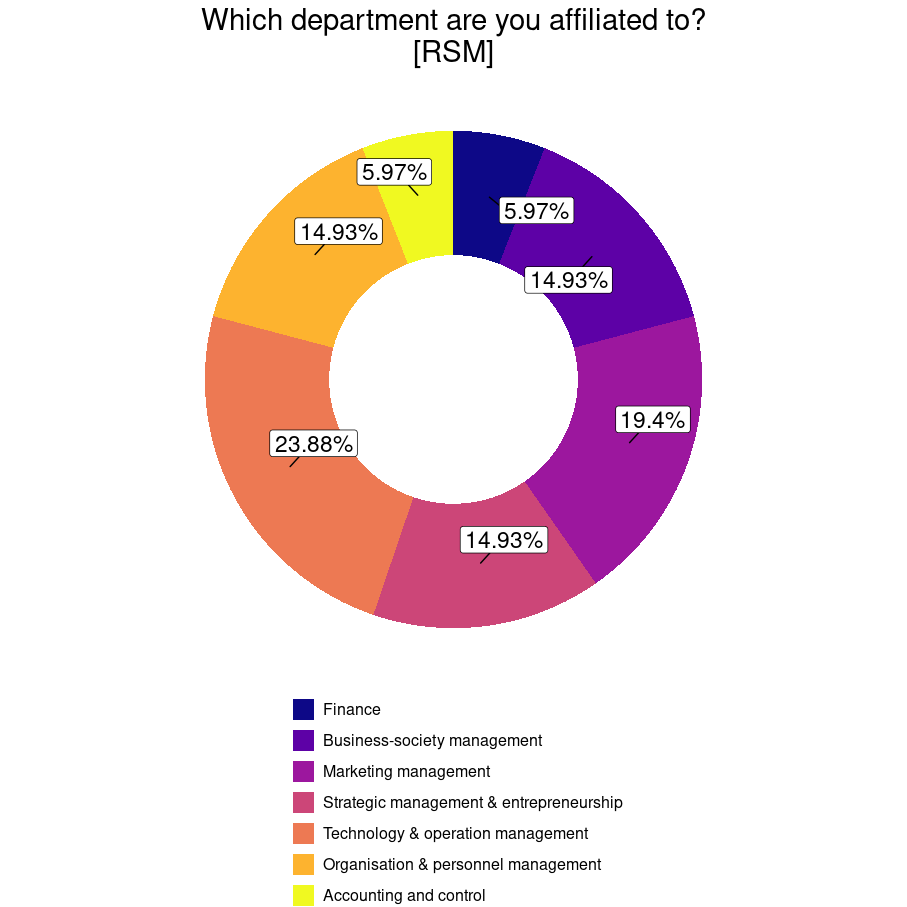 Which department are you affiliated to?
[RSM]
5.97%
5.97%
14.93%
14.93%
19.4%
23.88%
14.93%
Finance
Business-society management
Marketing management
Strategic management & entrepreneurship
Technology & operation management
Organisation & personnel management
Accounting and control